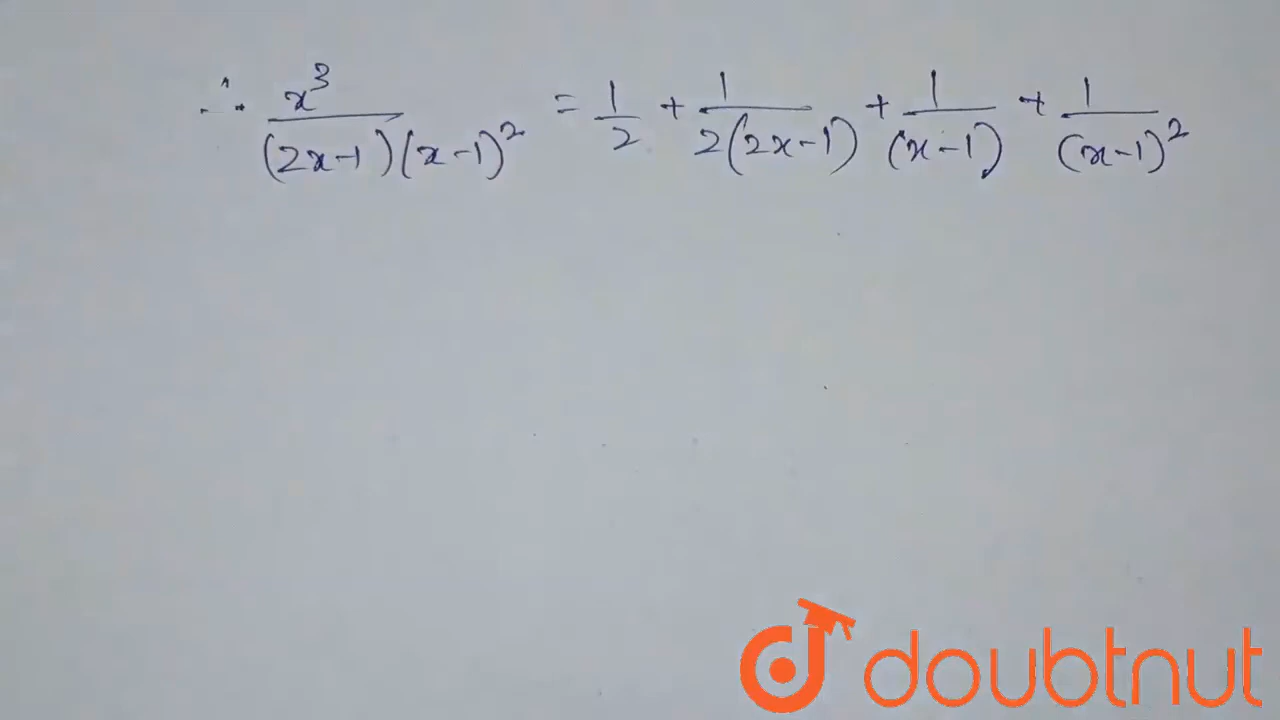 ∴ x³/((2x-1)(x-1)²) = 1/2 + 1/(2(2x-1)) + 1/(x-1) + 1/(x-1)²
doubtnut